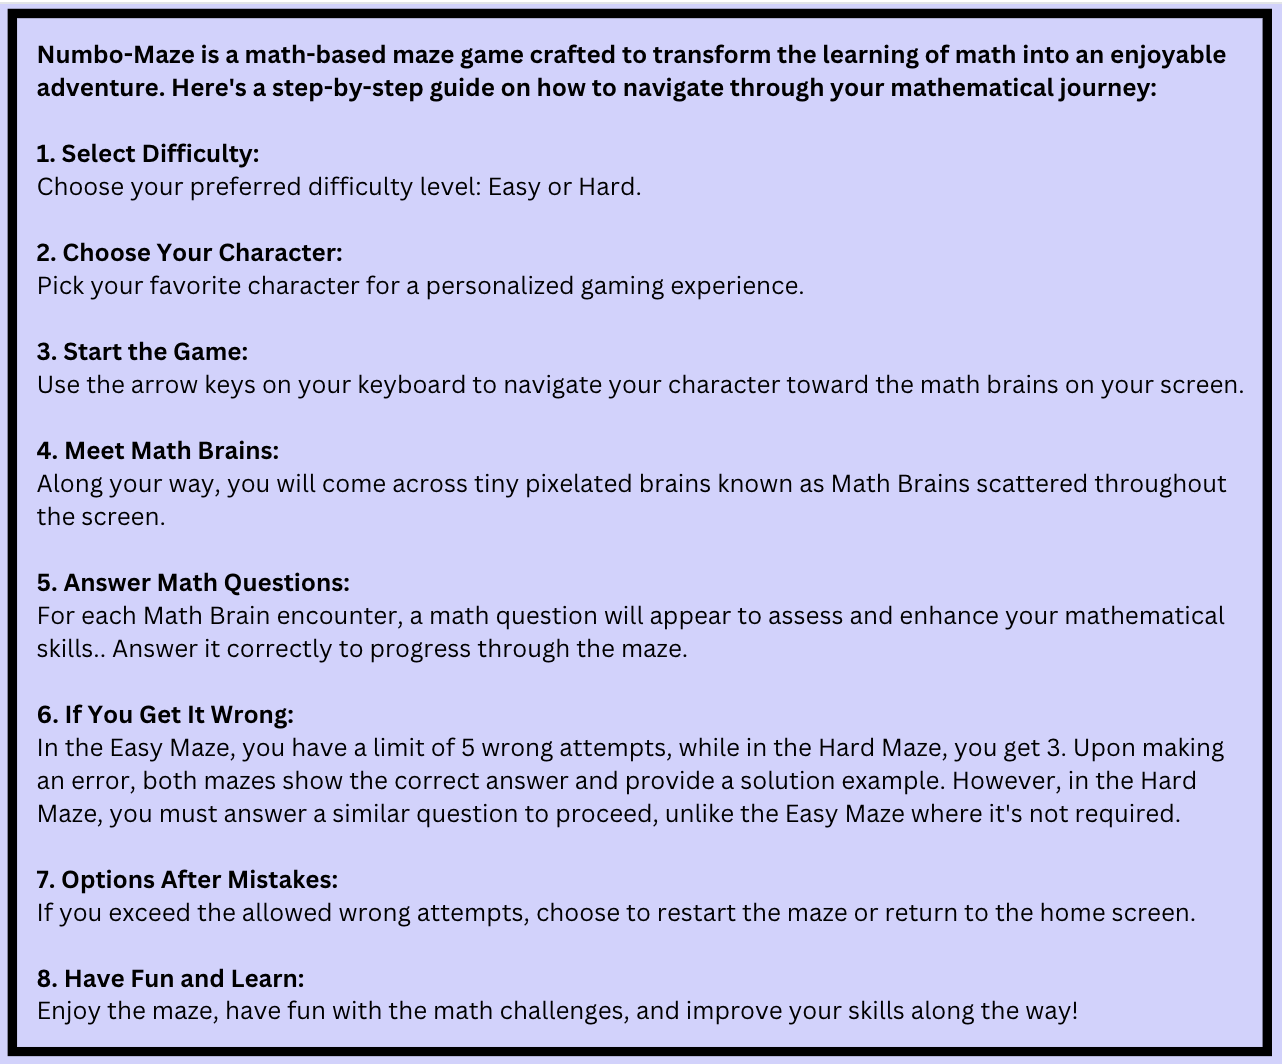 Numbo-Maze is a math-based maze game crafted to transform the learning of math into an enjoyable
adventure. Here's a step-by-step guide on how to navigate through your mathematical journey:
1. Select Difficulty:
Choose your preferred difficulty level: Easy or Hard.
2. Choose Your Character:
Pick your favorite character for a personalized gaming experience.
3. Start the Game:
Use the arrow keys on your keyboard to navigate your character toward the math brains on your screen.
4. Meet Math Brains:
Along your way, you will come across tiny pixelated brains known as Math Brains scattered throughout
the screen.
5. Answer Math Questions:
For each Math Brain encounter, a math question will appear to assess and enhance your mathematical
skills.. Answer it correctly to progress through the maze.
6. If You Get It Wrong:
In the Easy Maze, you have a limit of 5 wrong attempts, while in the Hard Maze, you get 3. Upon making
an error, both mazes show the correct answer and provide a solution example. However, in the Hard
Maze, you must answer a similar question to proceed, unlike the Easy Maze where it's not required.
7. Options After Mistakes:
If you exceed the allowed wrong attempts, choose to restart the maze or return to the home screen.
8. Have Fun and Learn:
Enjoy the maze, have fun with the math challenges, and improve your skills along the way!